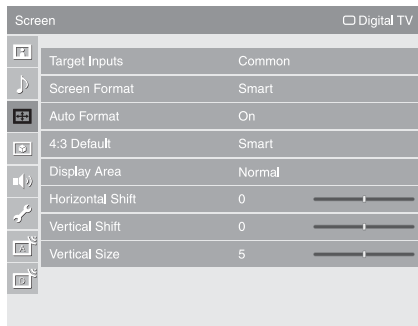 Screen Digital TV
Target Inputs Common
Screen Format Smart
Auto Format On
4:3 Default Smart
Display Area Normal
Horizontal Shift 0
Vertical Shift 0
Vertical Size 5
A
D